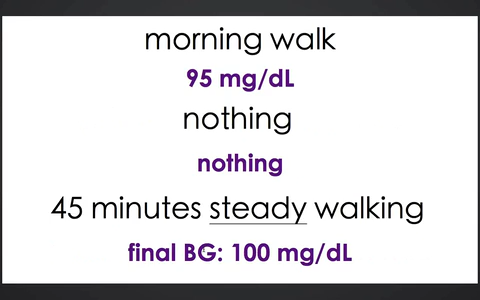 morning walk
95 mg/dL
nothing
nothing
45 minutes steady walking
final BG: 100 mg/dL